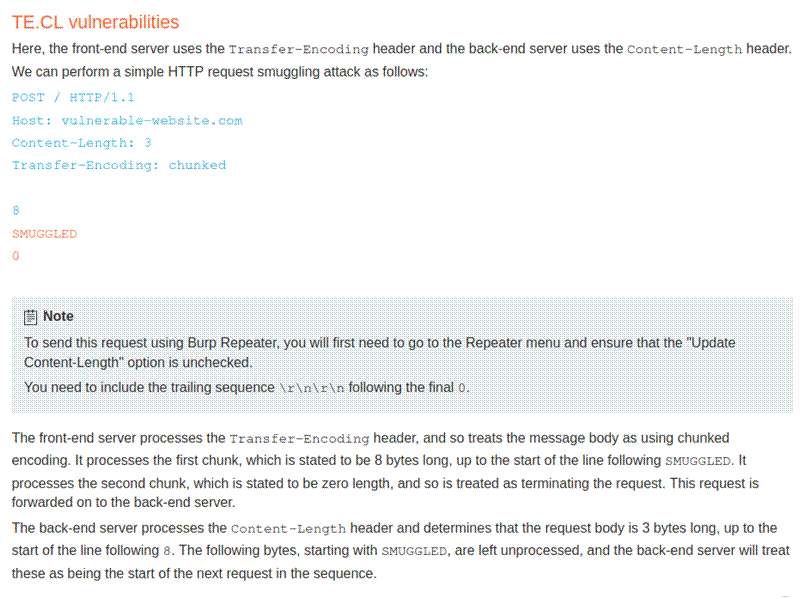 TE.CL vulnerabilities
Here, the front-end server uses the Transfer-Encoding header and the back-end server uses the Content-Length header.
We can perform a simple HTTP request smuggling attack as follows:
POST / HTTP/1.1
Host: vulnerable-website.com
Content-Length: 3
Transfer-Encoding: chunked
8
SMUGGLED
0
Note
To send this request using Burp Repeater, you will first need to go to the Repeater menu and ensure that the "Update
Content-Length" option is unchecked.
You need to include the trailing sequence \r\n\r\n following the final 0.
The front-end server processes the Transfer-Encoding header, and so treats the message body as using chunked
encoding. It processes the first chunk, which is stated to be 8 bytes long, up to the start of the line following SMUGGLED. It
processes the second chunk, which is stated to be zero length, and so is treated as terminating the request. This request is
forwarded on to the back-end server.
The back-end server processes the Content-Length header and determines that the request body is 3 bytes long, up to the
start of the line following 8. The following bytes, starting with SMUGGLED, are left unprocessed, and the back-end server will treat
these as being the start of the next request in the sequence.